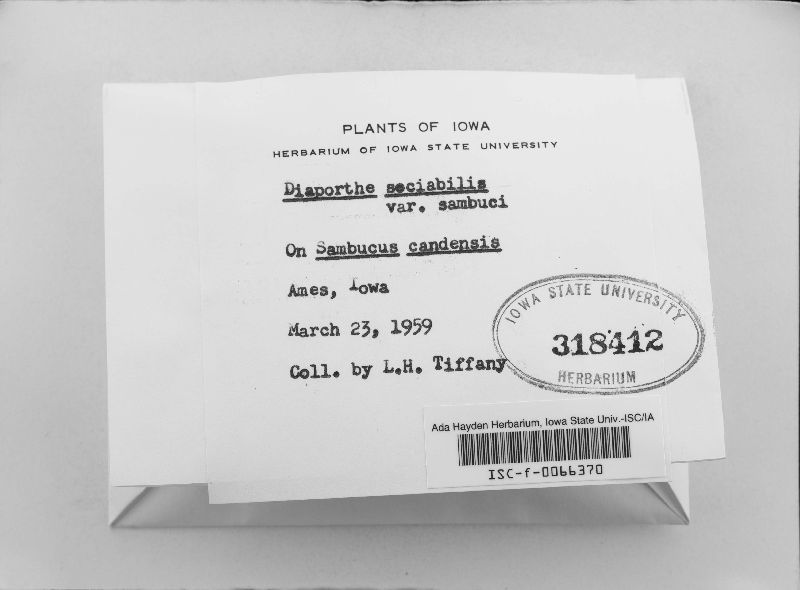 PLANTS OF IOWA
HERBARIUM OF IOWA STATE UNIVERSITY
Diaporthe seciabilis
var. sambuci
On Sambucus candensis
Ames, Iowa
March 23, 1959
Coll. by L.H. Tiffany
IOWA STATE UNIVERSITY
318412
HERBARIUM
Ada Hayden Herbarium, Iowa State Univ.-ISC/IA
ISC-f-0066370